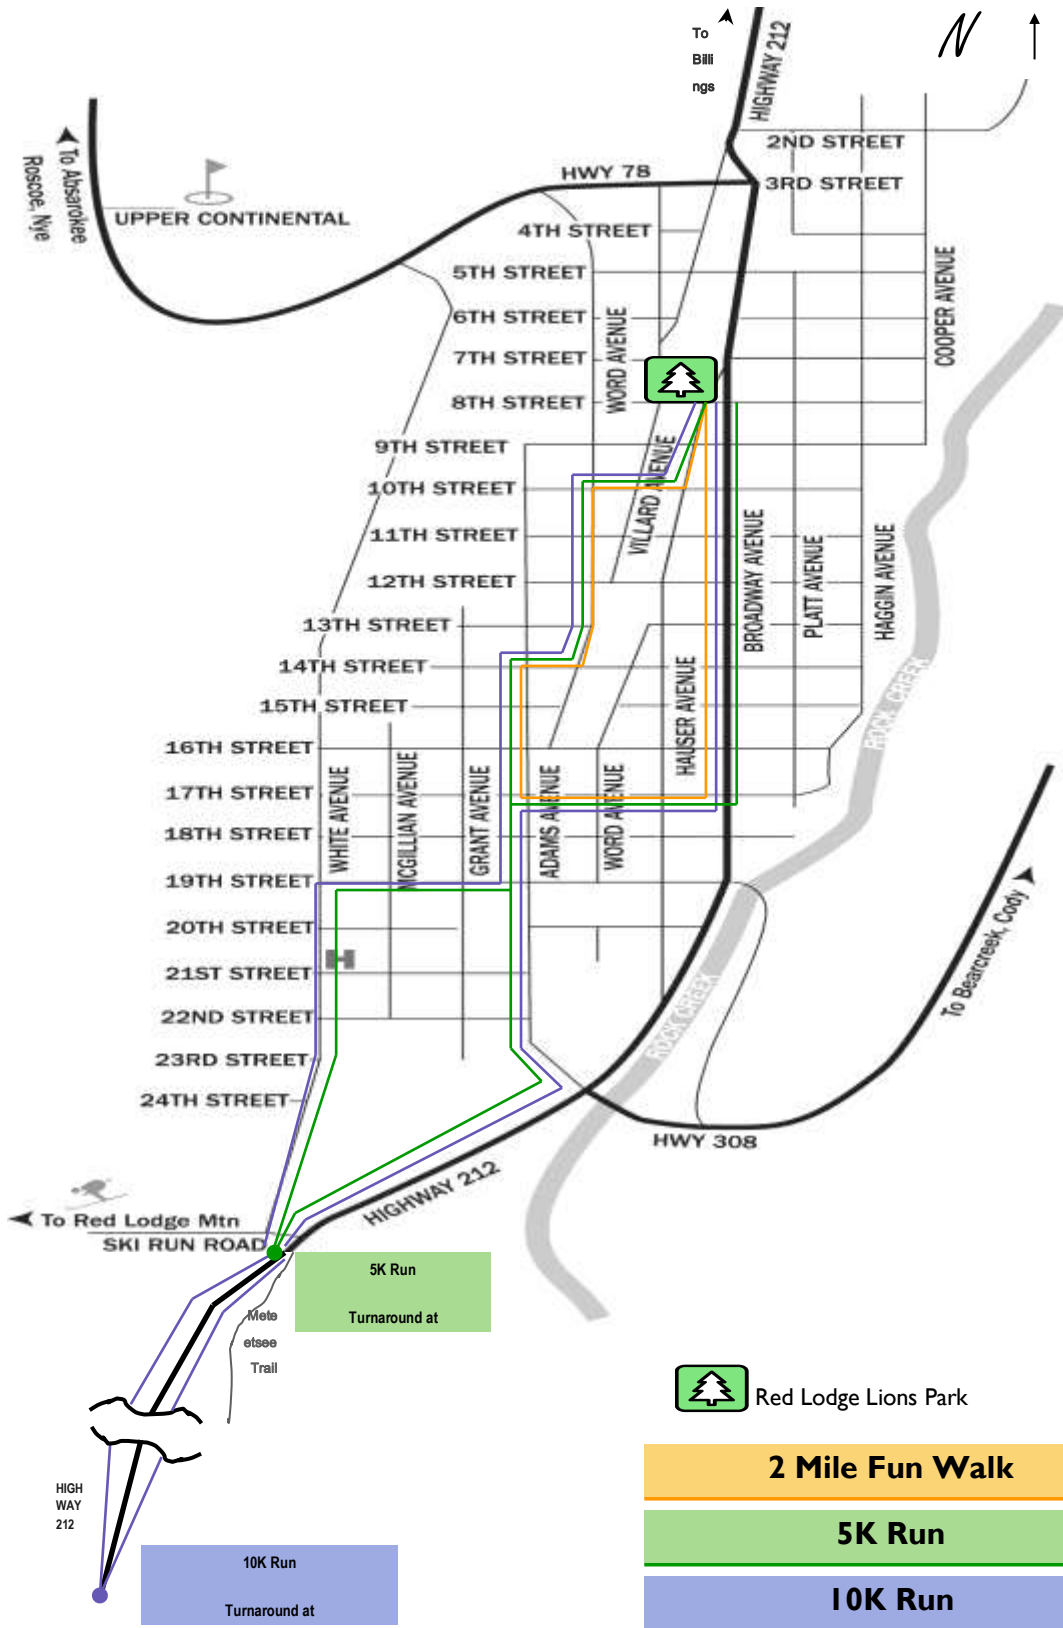 To
Billi
ngs
N
HIGHWAY 212
2ND STREET
HWY 78
3RD STREET
To Absarokee
Roscoe, Nye
UPPER CONTINENTAL
4TH STREET
5TH STREET
COOPER AVENUE
6TH STREET
WORD AVENUE
7TH STREET
8TH STREET
9TH STREET
VILLARD AVENUE
10TH STREET
11TH STREET
BROADWAY AVENUE
PLATT AVENUE
HAGGIN AVENUE
12TH STREET
13TH STREET
14TH STREET
HAUSER AVENUE
ROCK CREEK
15TH STREET
16TH STREET
WHITE AVENUE
MCGILLIAN AVENUE
GRANT AVENUE
ADAMS AVENUE
WORD AVENUE
17TH STREET
18TH STREET
19TH STREET
20TH STREET
To Bearcreek, Cody
H
21ST STREET
ROCK CREEK
22ND STREET
23RD STREET
24TH STREET
HWY 308
HIGHWAY 212
To Red Lodge Mtn
SKI RUN ROAD
5K Run
Turnaround at
Mete
etsee
Trail
Red Lodge Lions Park
2 Mile Fun Walk
HIGH
WAY
212
5K Run
10K Run
Turnaround at
10K Run